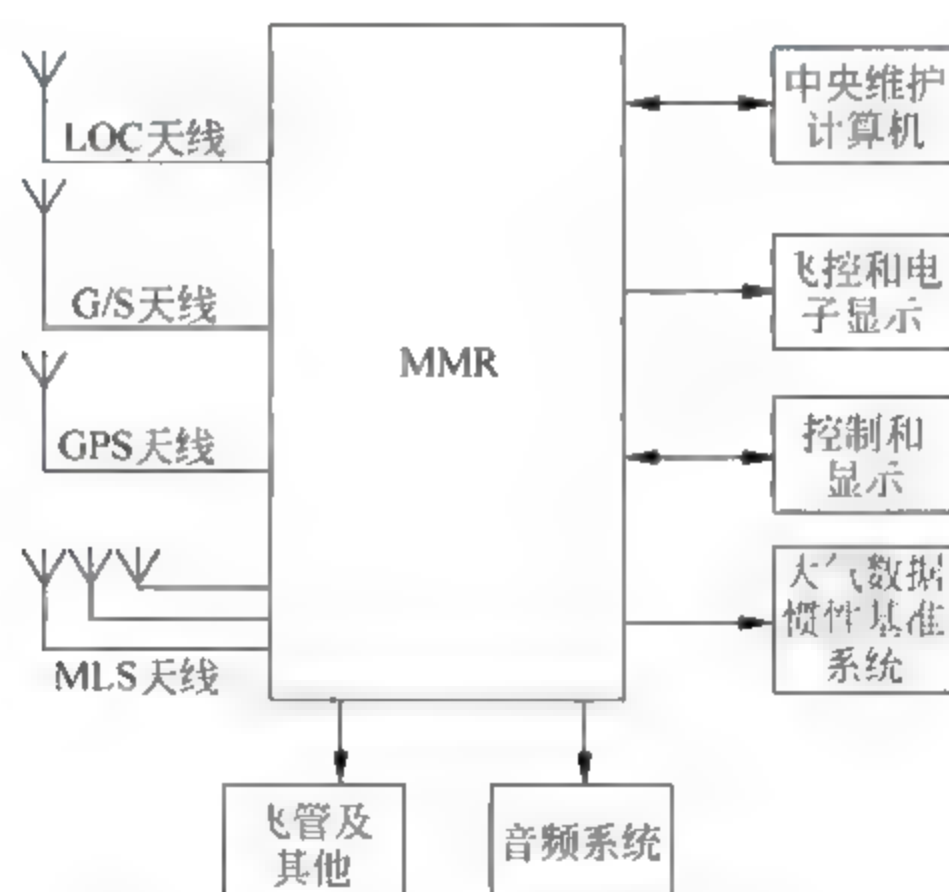 LOC天线
G/S天线
GPS天线
MLS天线
MMR
中央维护
计算机
飞控和电
子显示
控制和
显示
大气数据
惯性基准
系统
飞管及
其他
音频系统